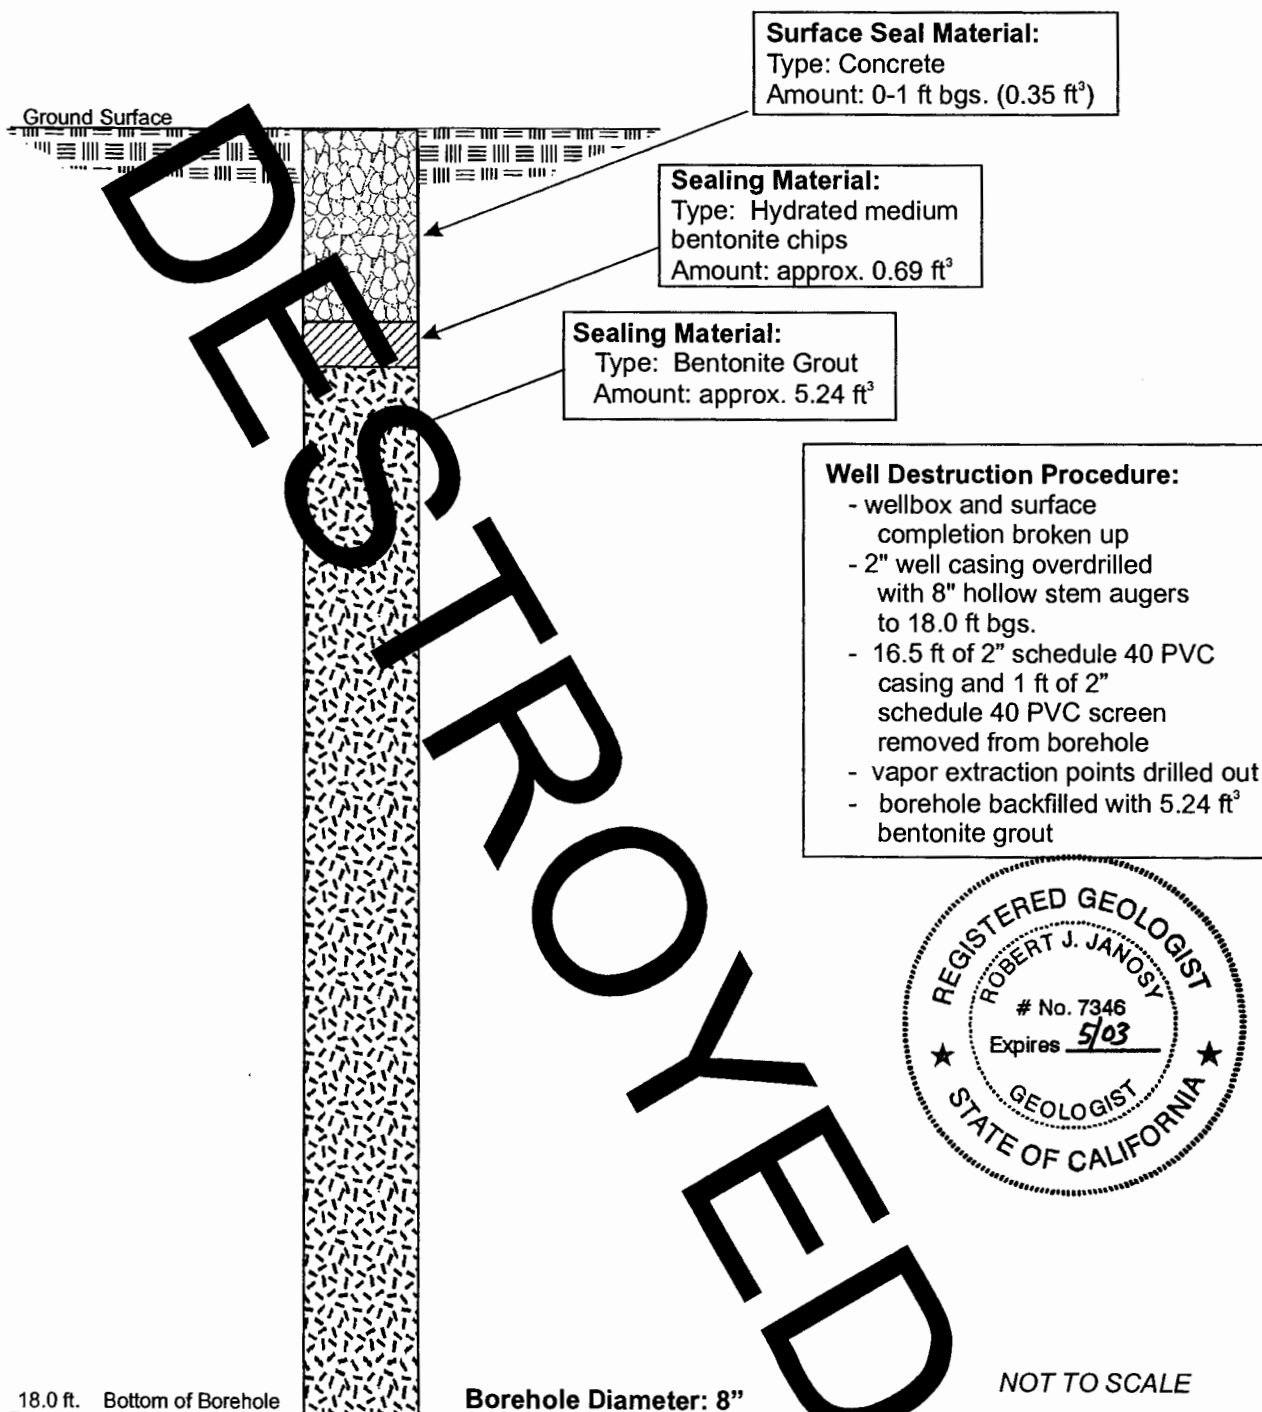 Surface Seal Material:
Type: Concrete
Amount: 0-1 ft bgs. (0.35 ft³)
Ground Surface
Sealing Material:
Type: Hydrated medium
bentonite chips
Amount: approx. 0.69 ft³
Sealing Material:
Type: Bentonite Grout
Amount: approx. 5.24 ft³
DESTROYED
Well Destruction Procedure:
- wellbox and surface
completion broken up
- 2" well casing overdrilled
with 8" hollow stem augers
to 18.0 ft bgs.
- 16.5 ft of 2" schedule 40 PVC
casing and 1 ft of 2"
schedule 40 PVC screen
removed from borehole
- vapor extraction points drilled out
- borehole backfilled with 5.24 ft³
bentonite grout
REGISTERED GEOLOGIST
ROBERT J. JANOSY
# No. 7346
Expires 5/03
GEOLOGIST
★ STATE OF CALIFORNIA ★
NOT TO SCALE
18.0 ft. Bottom of Borehole
Borehole Diameter: 8"